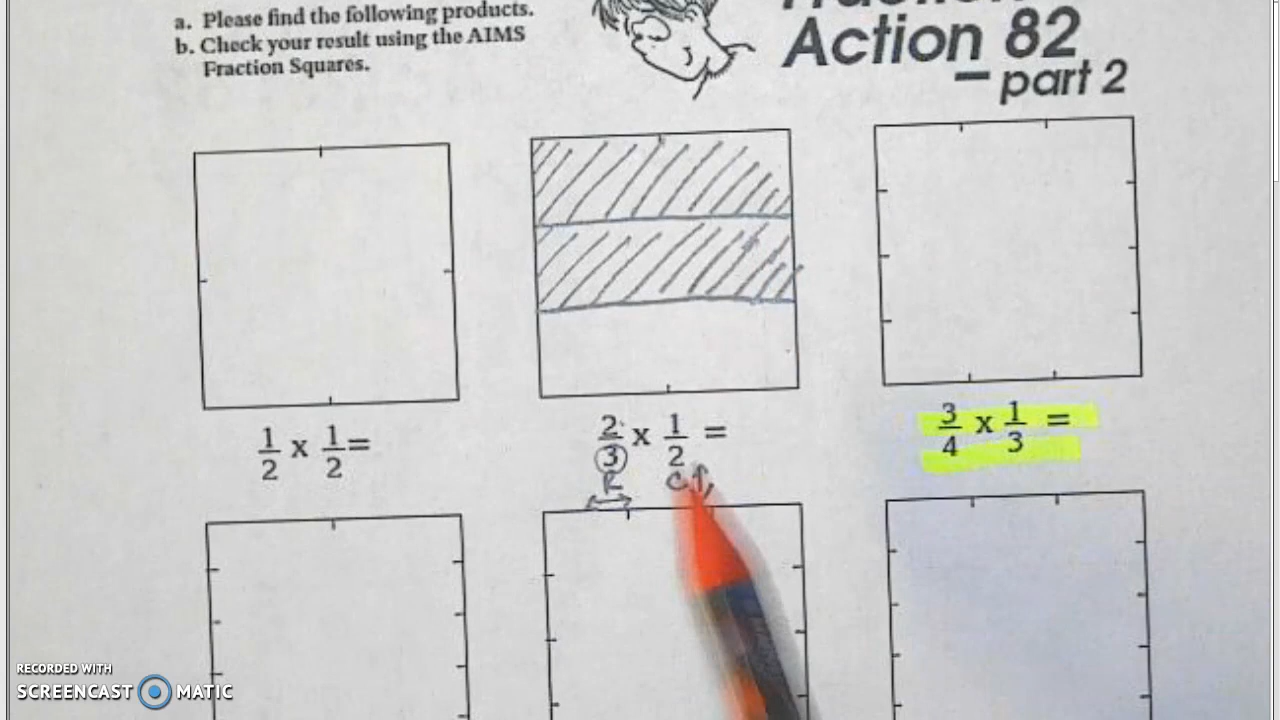 a. Please find the following products.
b. Check your result using the AIMS
Fraction Squares.
Action 82
– part 2
1/2 x 1/2 =
2/3 x 1/2 =
R C
3/4 x 1/3 =
RECORDED WITH
SCREENCAST MATIC